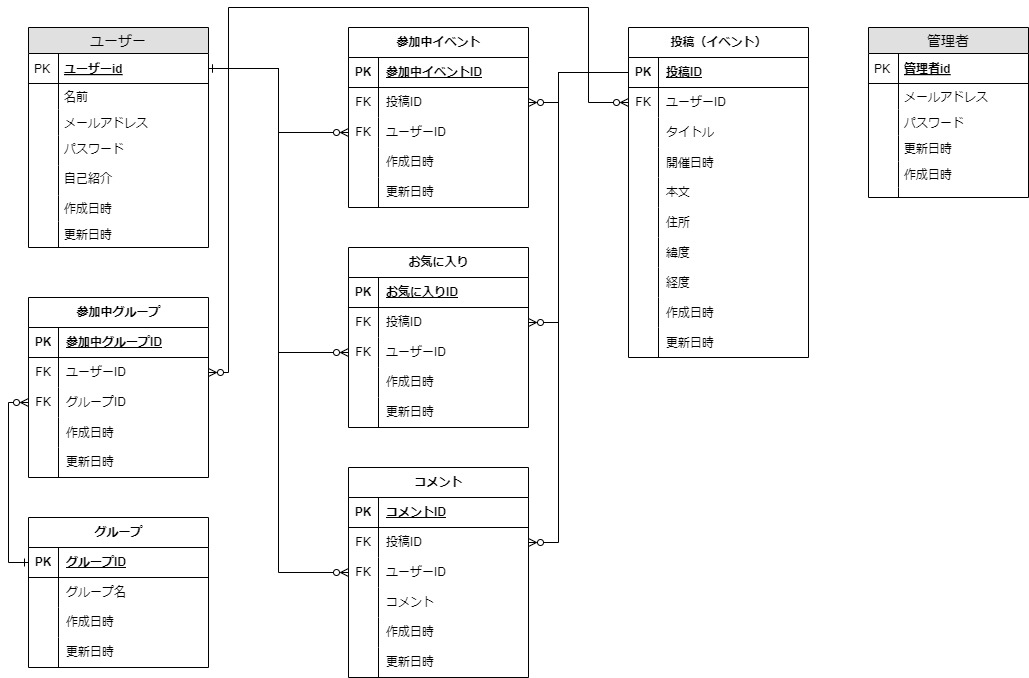 ユーザー
PK ユーザーid
名前
メールアドレス
パスワード
自己紹介
作成日時
更新日時
参加中グループ
PK 参加中グループID
FK ユーザーID
FK グループID
作成日時
更新日時
グループ
PK グループID
グループ名
作成日時
更新日時
参加中イベント
PK 参加中イベントID
FK 投稿ID
FK ユーザーID
作成日時
更新日時
お気に入り
PK お気に入りID
FK 投稿ID
FK ユーザーID
作成日時
更新日時
コメント
PK コメントID
FK 投稿ID
FK ユーザーID
コメント
作成日時
更新日時
投稿（イベント）
PK 投稿ID
FK ユーザーID
タイトル
開催日時
本文
住所
緯度
経度
作成日時
更新日時
管理者
PK 管理者id
メールアドレス
パスワード
更新日時
作成日時